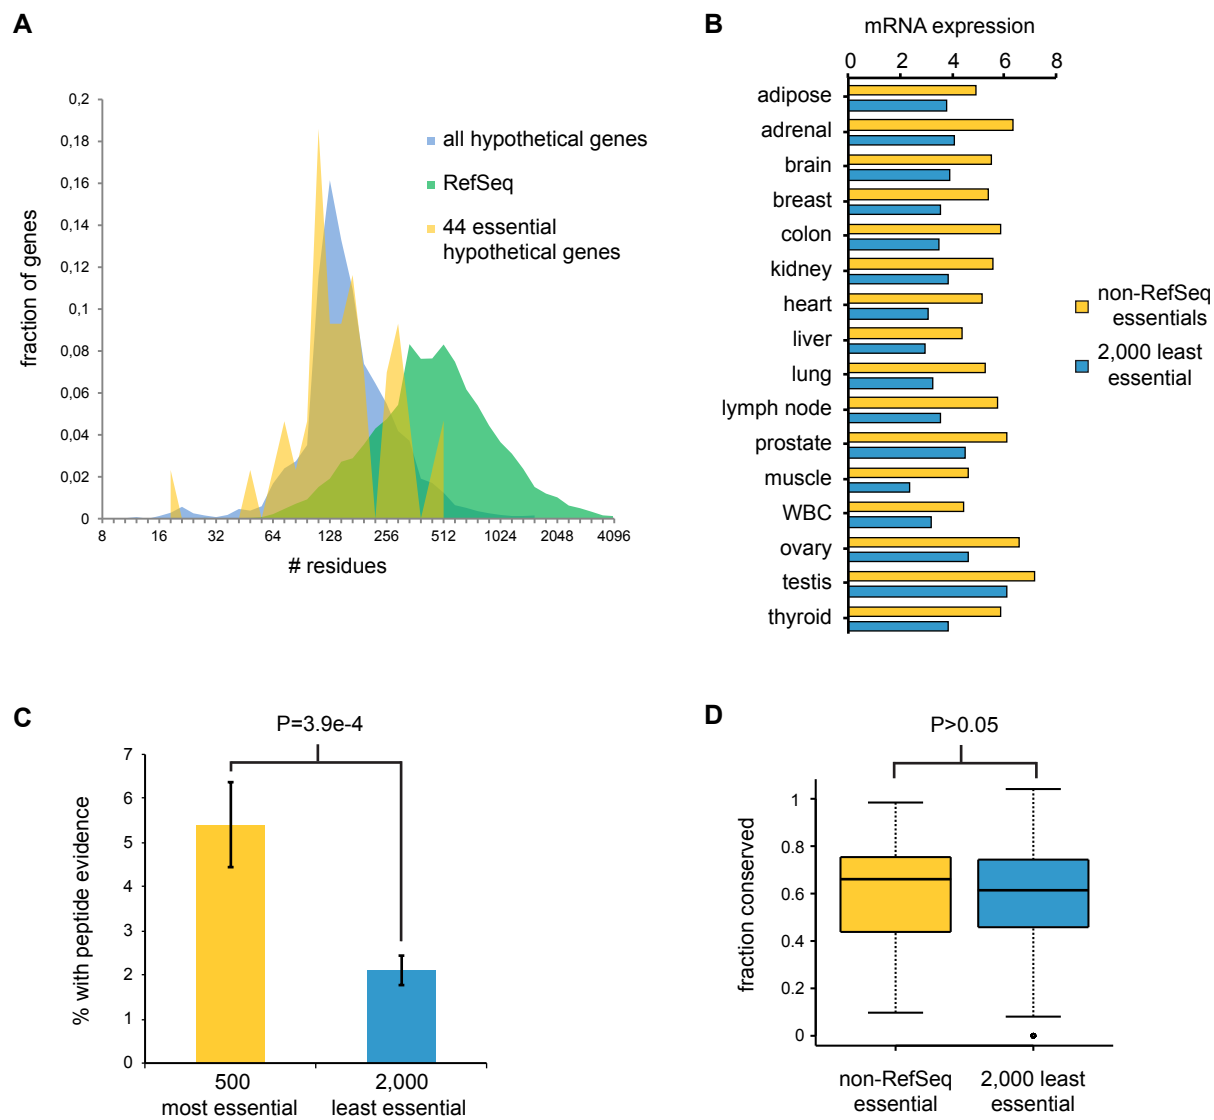 A
0,2
0,18
0,16
0,14
0,12
0,1
0,08
0,06
0,04
0,02
0
fraction of genes
8 16 32 64 128 256 512 1024 2048 4096
# residues
all hypothetical genes
RefSeq
44 essential
hypothetical genes
B
mRNA expression
0 2 4 6 8
adipose
adrenal
brain
breast
colon
kidney
heart
liver
lung
lymph node
prostate
muscle
WBC
ovary
testis
thyroid
non-RefSeq
essentials
2,000 least
essential
C
P=3.9e-4
7
6
5
4
3
2
1
0
% with peptide evidence
500
most essential
2,000
least essential
D
P>0.05
1
0.8
0.6
0.4
0.2
0
fraction conserved
non-RefSeq
essential
2,000 least
essential